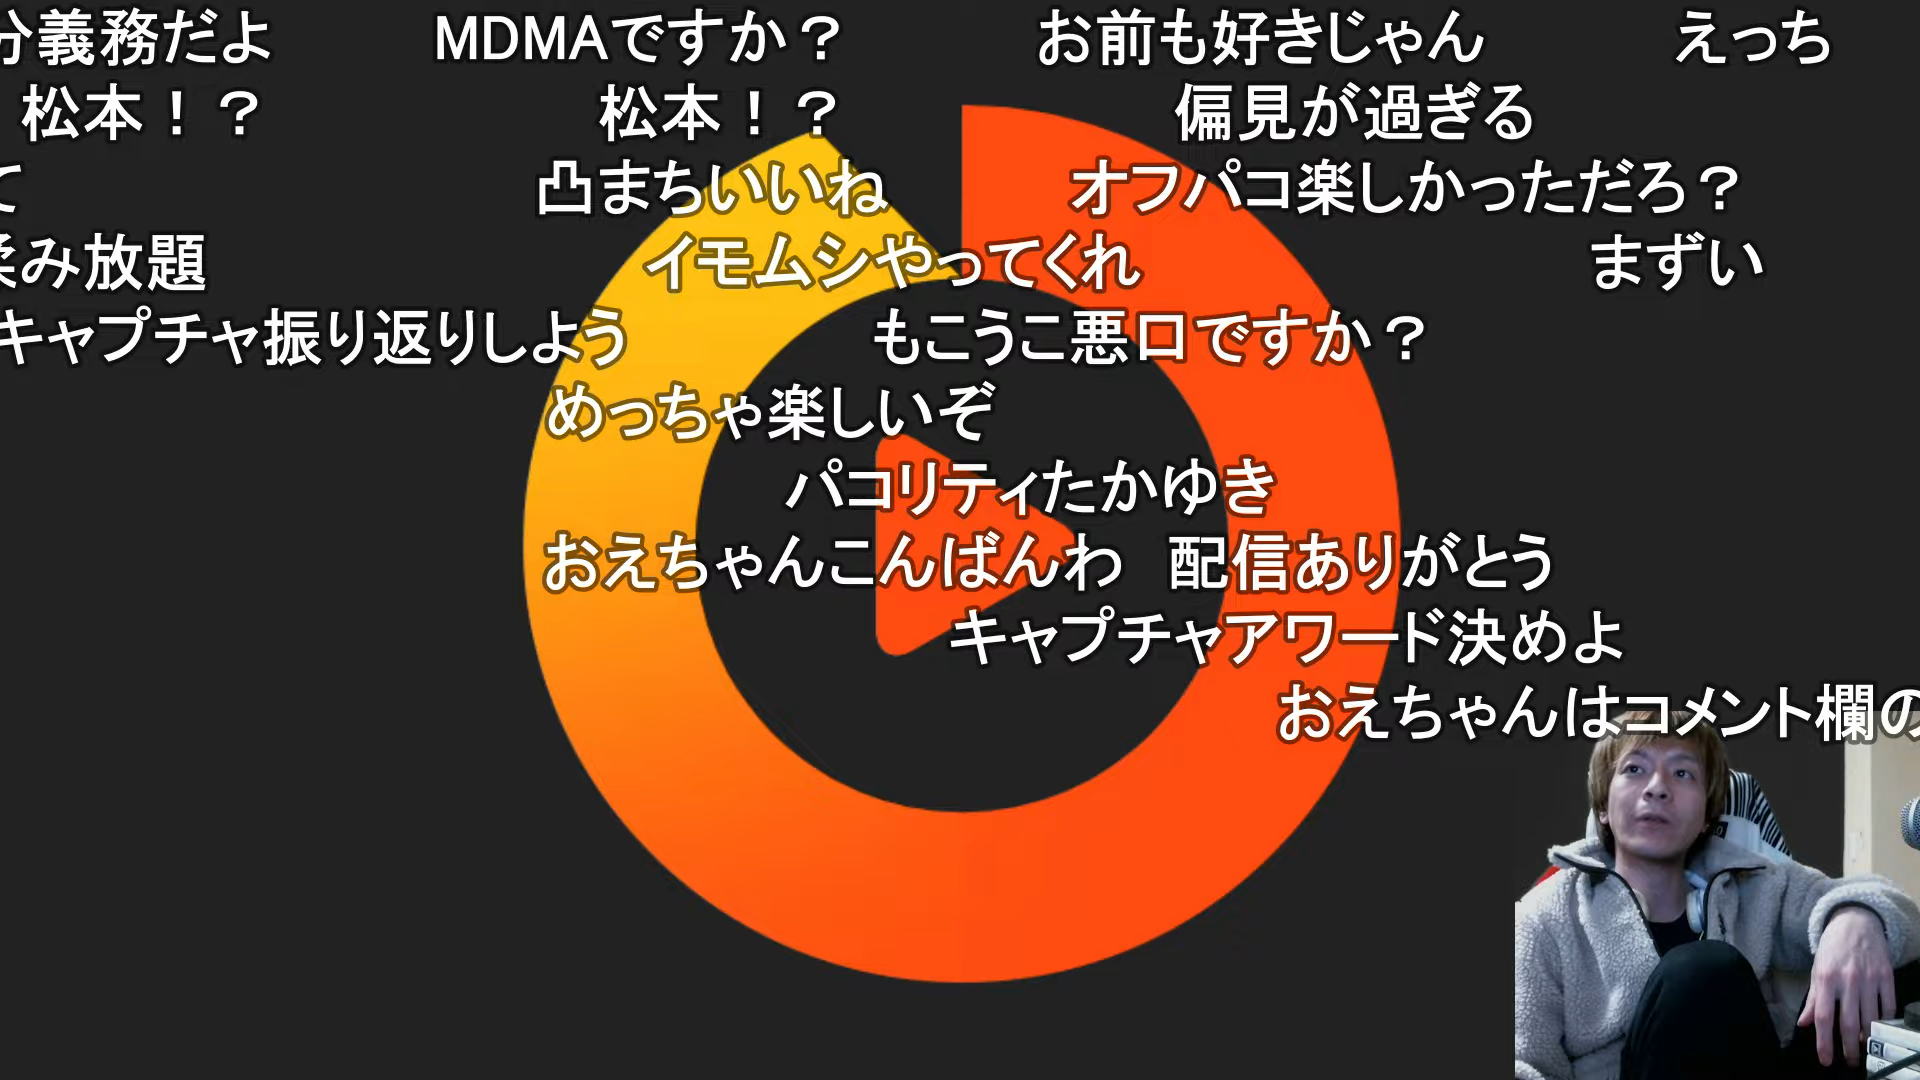 分義務だよ MDMAですか？ お前も好きじゃん えっち
松本！？ 松本！？ 偏見が過ぎる
て 凸まちいいね オフパコ楽しかっただろ？
み放題 イモムシやってくれ まずい
キャプチャ振り返りしよう もこうこ悪口ですか？
めっちゃ楽しいぞ
パコリティたかゆき
おえちゃんこんばんわ 配信ありがとう
キャプチャアワード決めよ
おえちゃんはコメント欄の